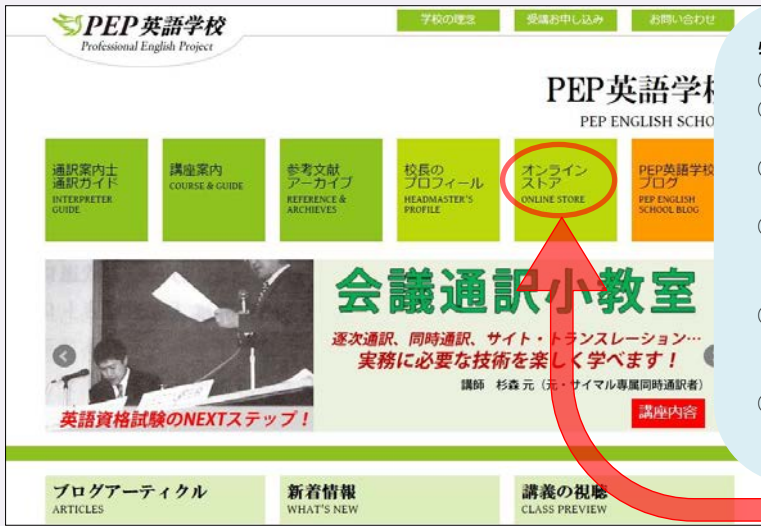 PEP英語学校
Professional English Project
学校の理念
受講お申し込み
お問い合わせ
PEP英語学校
PEP ENGLISH
通訳案内士
通訳ガイド
INTERPRETER
GUIDE
講座案内
COURSE & GUIDE
参考文献
アーカイブ
REFERENCE &
ARCHIEVES
校長の
プロフィール
HEADMASTER'S
PROFILE
オンライン
ストア
ONLINE STORE
PEP英語学校
ブログ
PEP ENGLISH
SCHOOL BLOG
会議通訳小教室
逐次通訳、同時通訳、サイト・トランスレーション…
実務に必要な技術を楽しく学べます!
講師 杉森元(元・サイマル専属同時通訳者)
英語資格試験のNEXTステップ!
講座内容
ブログアーティクル
ARTICLES
新着情報
WHAT'S NEW
講義の視聴
CLASS PREVIEW